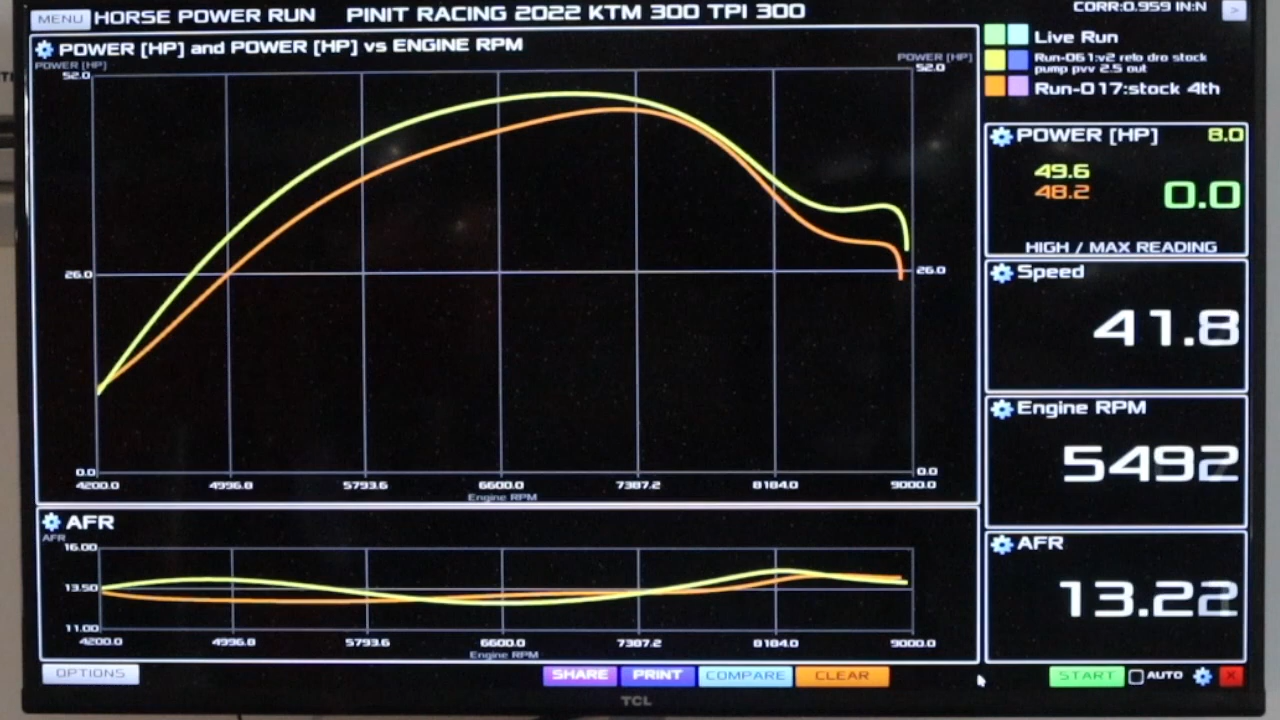 MENU HORSE POWER RUN PINIT RACING 2022 KTM 300 TPI 300
CORR:0.959 IN:N >
POWER [HP] and POWER [HP] vs ENGINE RPM
POWER [HP]
POWER [HP]
52.0
52.0
26.0
26.0
0.0
0.0
4200.0 4996.8 5793.6 6600.0 7387.2 8184.0 9000.0
Engine RPM
AFR
AFR
16.00
13.50
11.00
4200.0 4996.8 5793.6 6600.0 7387.2 8184.0 9000.0
Engine RPM
Live Run
Run-061:v2 relo dro stock
pump pvv 2.5 out
Run-017:stock 4th
POWER [HP] 8.0
49.6
48.2
0.0
HIGH / MAX READING
Speed
41.8
Engine RPM
5492
AFR
13.22
OPTIONS SHARE PRINT COMPARE CLEAR START AUTO X
TCL